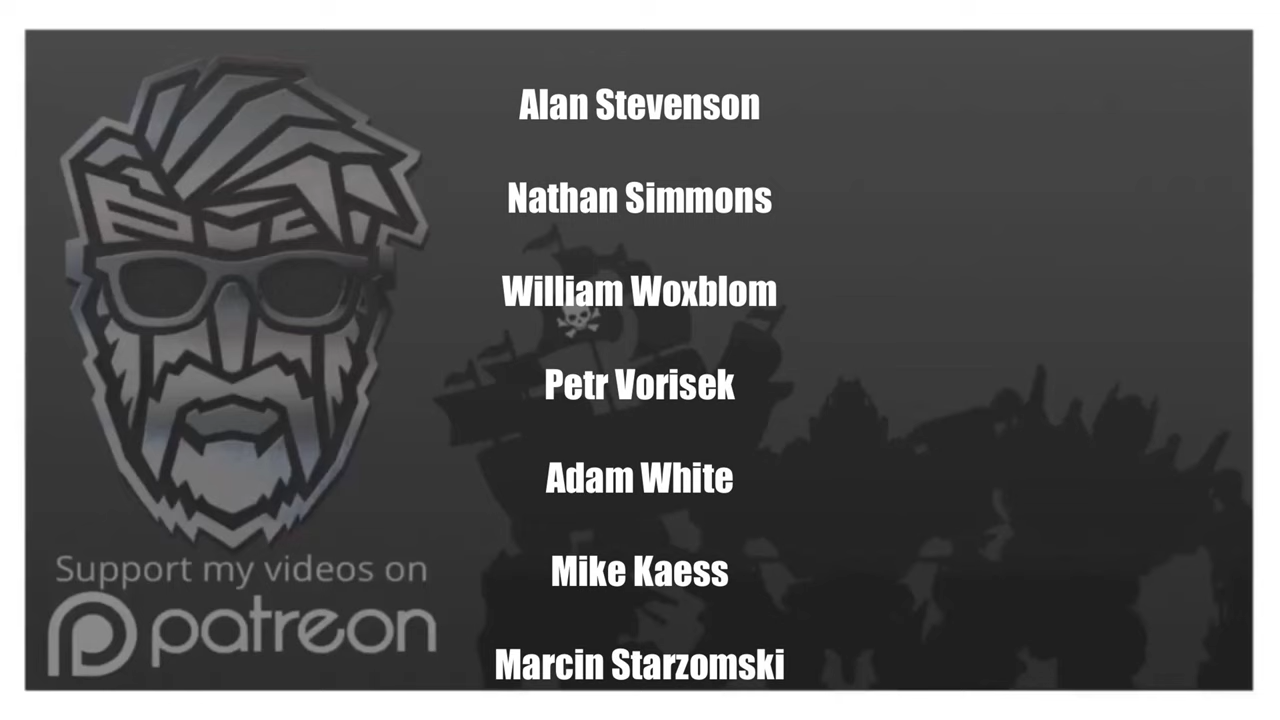 Alan Stevenson
Nathan Simmons
William Woxblom
Petr Vorisek
Adam White
Mike Kaess
Marcin Starzomski
Support my videos on
patreon